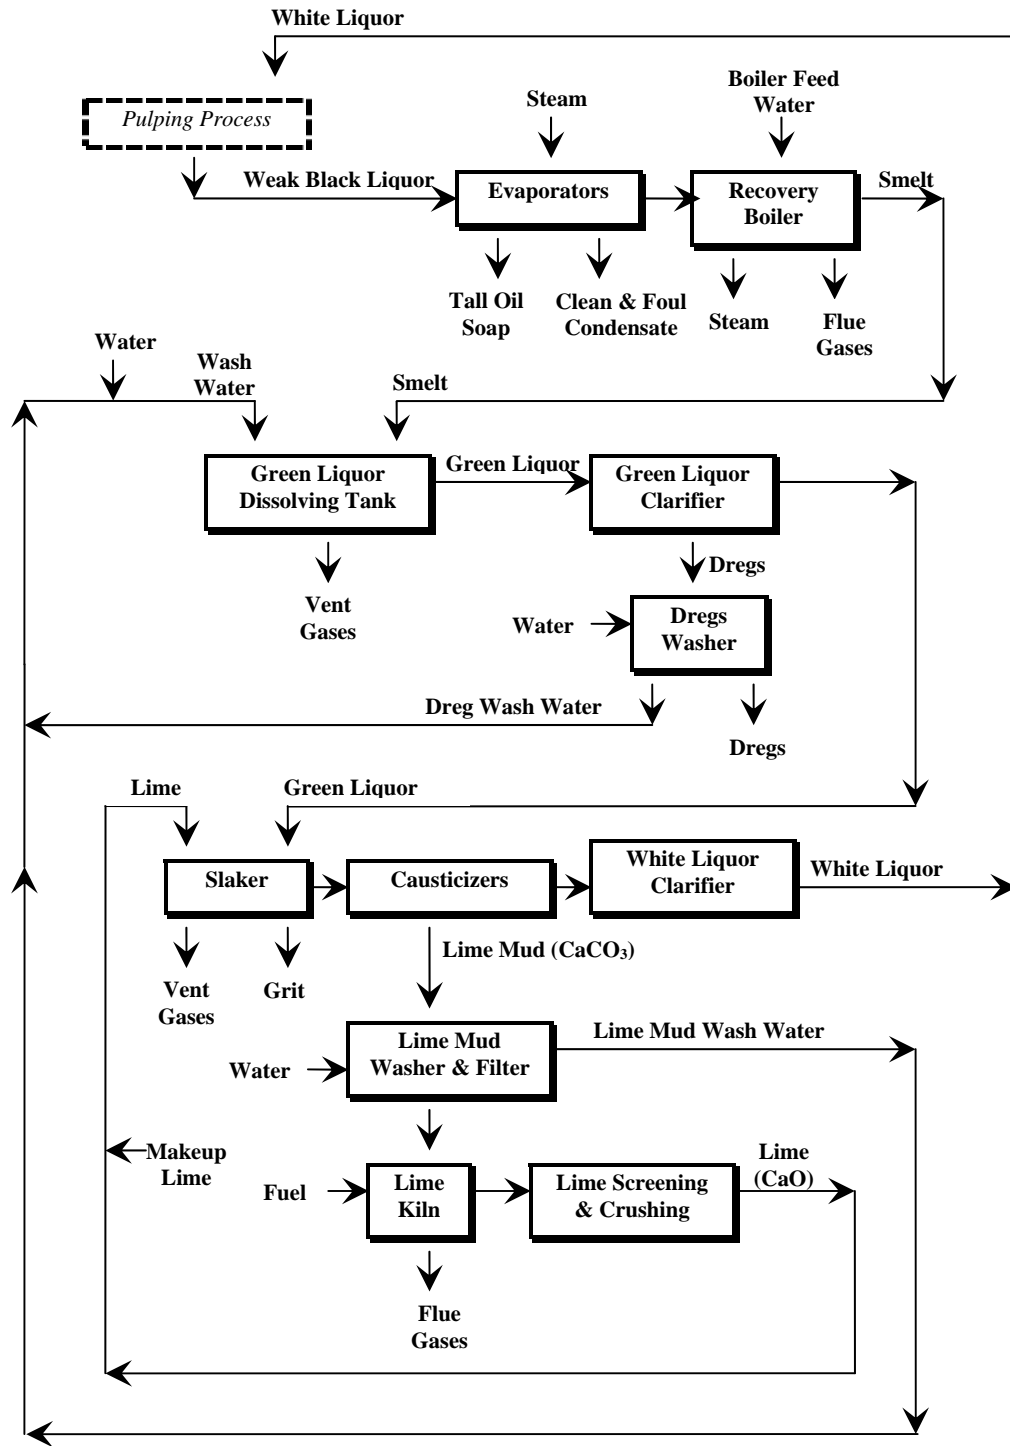 White Liquor
Pulping Process
Steam
Boiler Feed
Water
Weak Black Liquor
Evaporators
Recovery
Boiler
Smelt
Tall Oil
Soap
Clean & Foul
Condensate
Steam
Flue
Gases
Water
Wash
Water
Smelt
Green Liquor
Dissolving Tank
Green Liquor
Green Liquor
Clarifier
Vent
Gases
Dregs
Water
Dregs
Washer
Dreg Wash Water
Dregs
Lime
Green Liquor
Slaker
Causticizers
White Liquor
Clarifier
White Liquor
Vent
Gases
Grit
Lime Mud (CaCO₃)
Water
Lime Mud
Washer & Filter
Lime Mud Wash Water
Makeup
Lime
Fuel
Lime
Kiln
Lime Screening
& Crushing
Lime
(CaO)
Flue
Gases